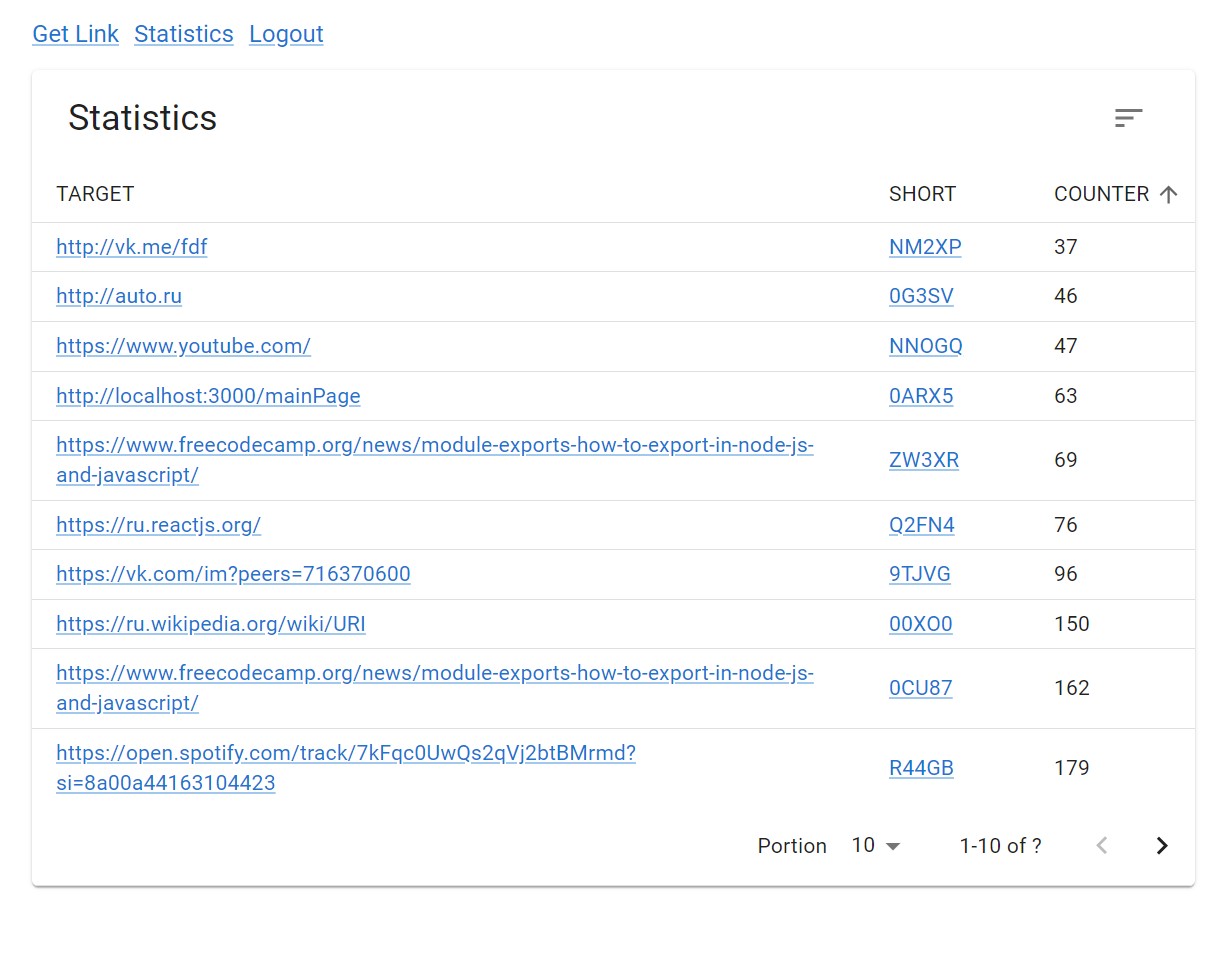 Get Link Statistics Logout
Statistics
TARGET SHORT COUNTER
http://vk.me/fdf NM2XP 37
http://auto.ru 0G3SV 46
https://www.youtube.com/ NNOGQ 47
http://localhost:3000/mainPage 0ARX5 63
https://www.freecodecamp.org/news/module-exports-how-to-export-in-node-js-
and-javascript/ ZW3XR 69
https://ru.reactjs.org/ Q2FN4 76
https://vk.com/im?peers=716370600 9TJVG 96
https://ru.wikipedia.org/wiki/URI 00XO0 150
https://www.freecodecamp.org/news/module-exports-how-to-export-in-node-js-
and-javascript/ 0CU87 162
https://open.spotify.com/track/7kFqc0UwQs2qVj2btBMrmd?
si=8a00a44163104423 R44GB 179
Portion 10 1-10 of ?